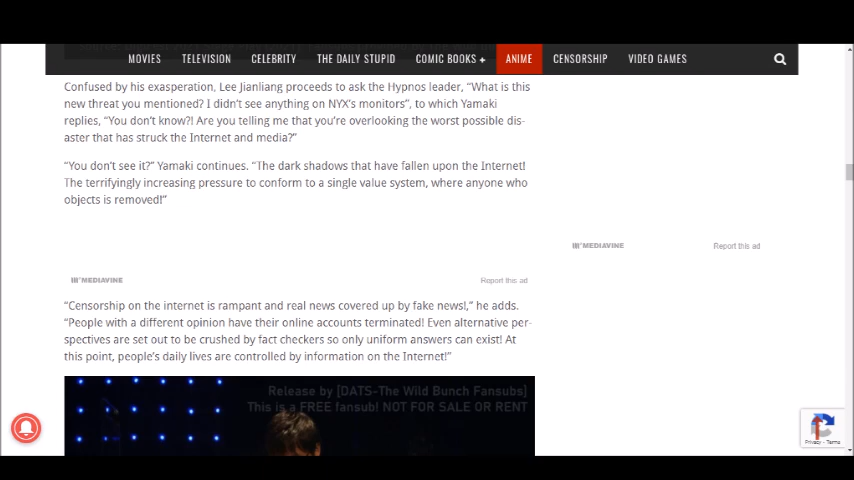 MOVIES TELEVISION CELEBRITY THE DAILY STUPID COMIC BOOKS + ANIME CENSORSHIP VIDEO GAMES
Confused by his exasperation, Lee Jianliang proceeds to ask the Hypnos leader, “What is this
new threat you mentioned? I didn’t see anything on NYX’s monitors”, to which Yamaki
replies, “You don’t know?! Are you telling me that you’re overlooking the worst possible dis-
aster that has struck the Internet and media?”
“You don’t see it?” Yamaki continues. “The dark shadows that have fallen upon the Internet!
The terrifyingly increasing pressure to conform to a single value system, where anyone who
objects is removed!”
MEDIAVINE Report this ad
MEDIAVINE Report this ad
“Censorship on the internet is rampant and real news covered up by fake news!,” he adds.
“People with a different opinion have their online accounts terminated! Even alternative per-
spectives are set out to be crushed by fact checkers so only uniform answers can exist! At
this point, people’s daily lives are controlled by information on the Internet!”
Release by [DATS-The Wild Bunch Fansubs]
This is a FREE fansub! NOT FOR SALE OR RENT
Privacy - Terms